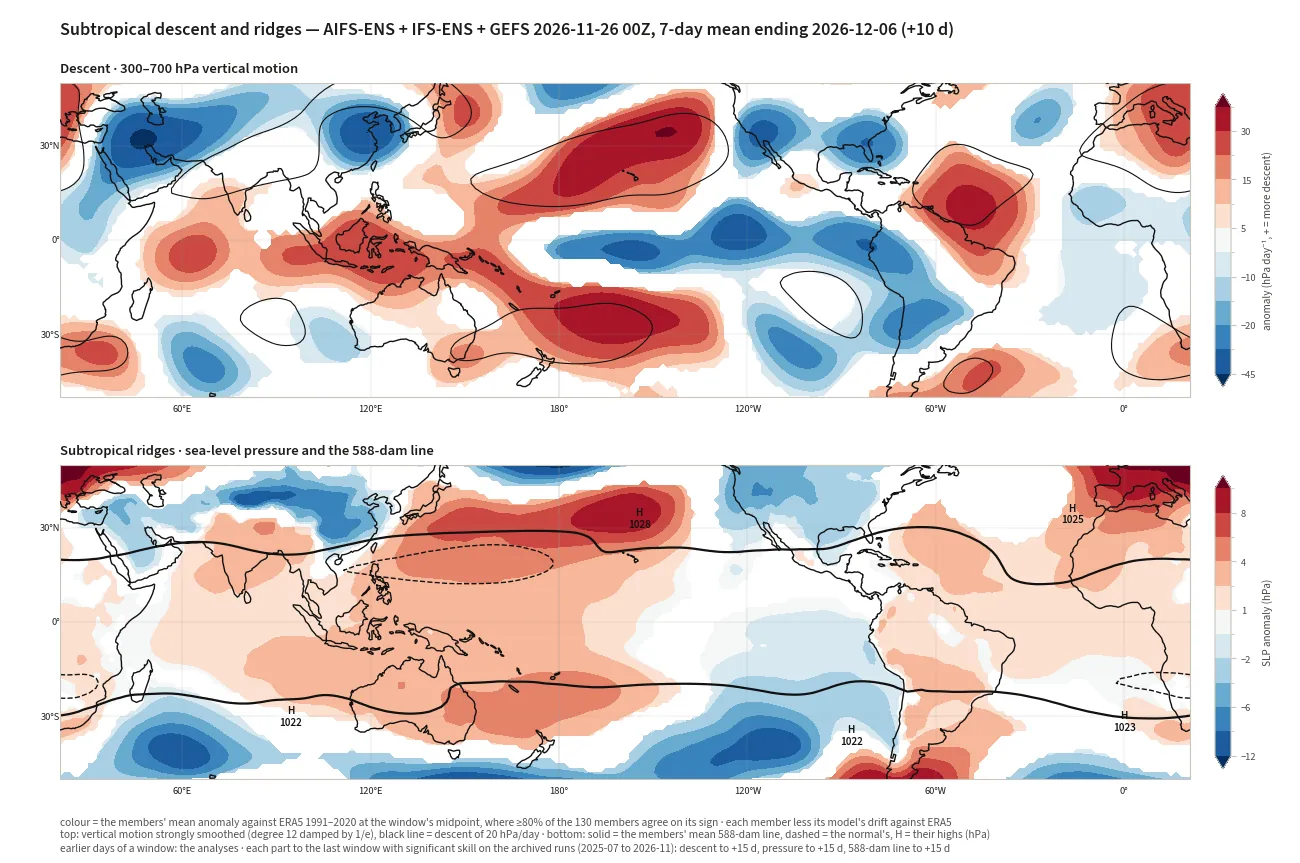 Subtropical descent and ridges — AIFS-ENS + IFS-ENS + GEFS 2026-11-26 00Z, 7-day mean ending 2026-12-06 (+10 d)
Descent · 300–700 hPa vertical motion
30°N
0°
30°S
60°E
120°E
180°
120°W
60°W
0°
30
15
5
−10
−20
−45
anomaly (hPa day⁻¹, + = more descent)
Subtropical ridges · sea-level pressure and the 588-dam line
H
1028
H
1025
30°N
0°
30°S
H
1022
H
1022
H
1023
60°E
120°E
180°
120°W
60°W
0°
8
4
1
−2
−6
−12
SLP anomaly (hPa)
colour = the members' mean anomaly against ERA5 1991–2020 at the window's midpoint, where ≥80% of the 130 members agree on its sign · each member less its model's drift against ERA5
top: vertical motion strongly smoothed (degree 12 damped by 1/e), black line = descent of 20 hPa/day · bottom: solid = the members' mean 588-dam line, dashed = the normal's, H = their highs (hPa)
earlier days of a window: the analyses · each part to the last window with significant skill on the archived runs (2025-07 to 2026-11): descent to +15 d, pressure to +15 d, 588-dam line to +15 d